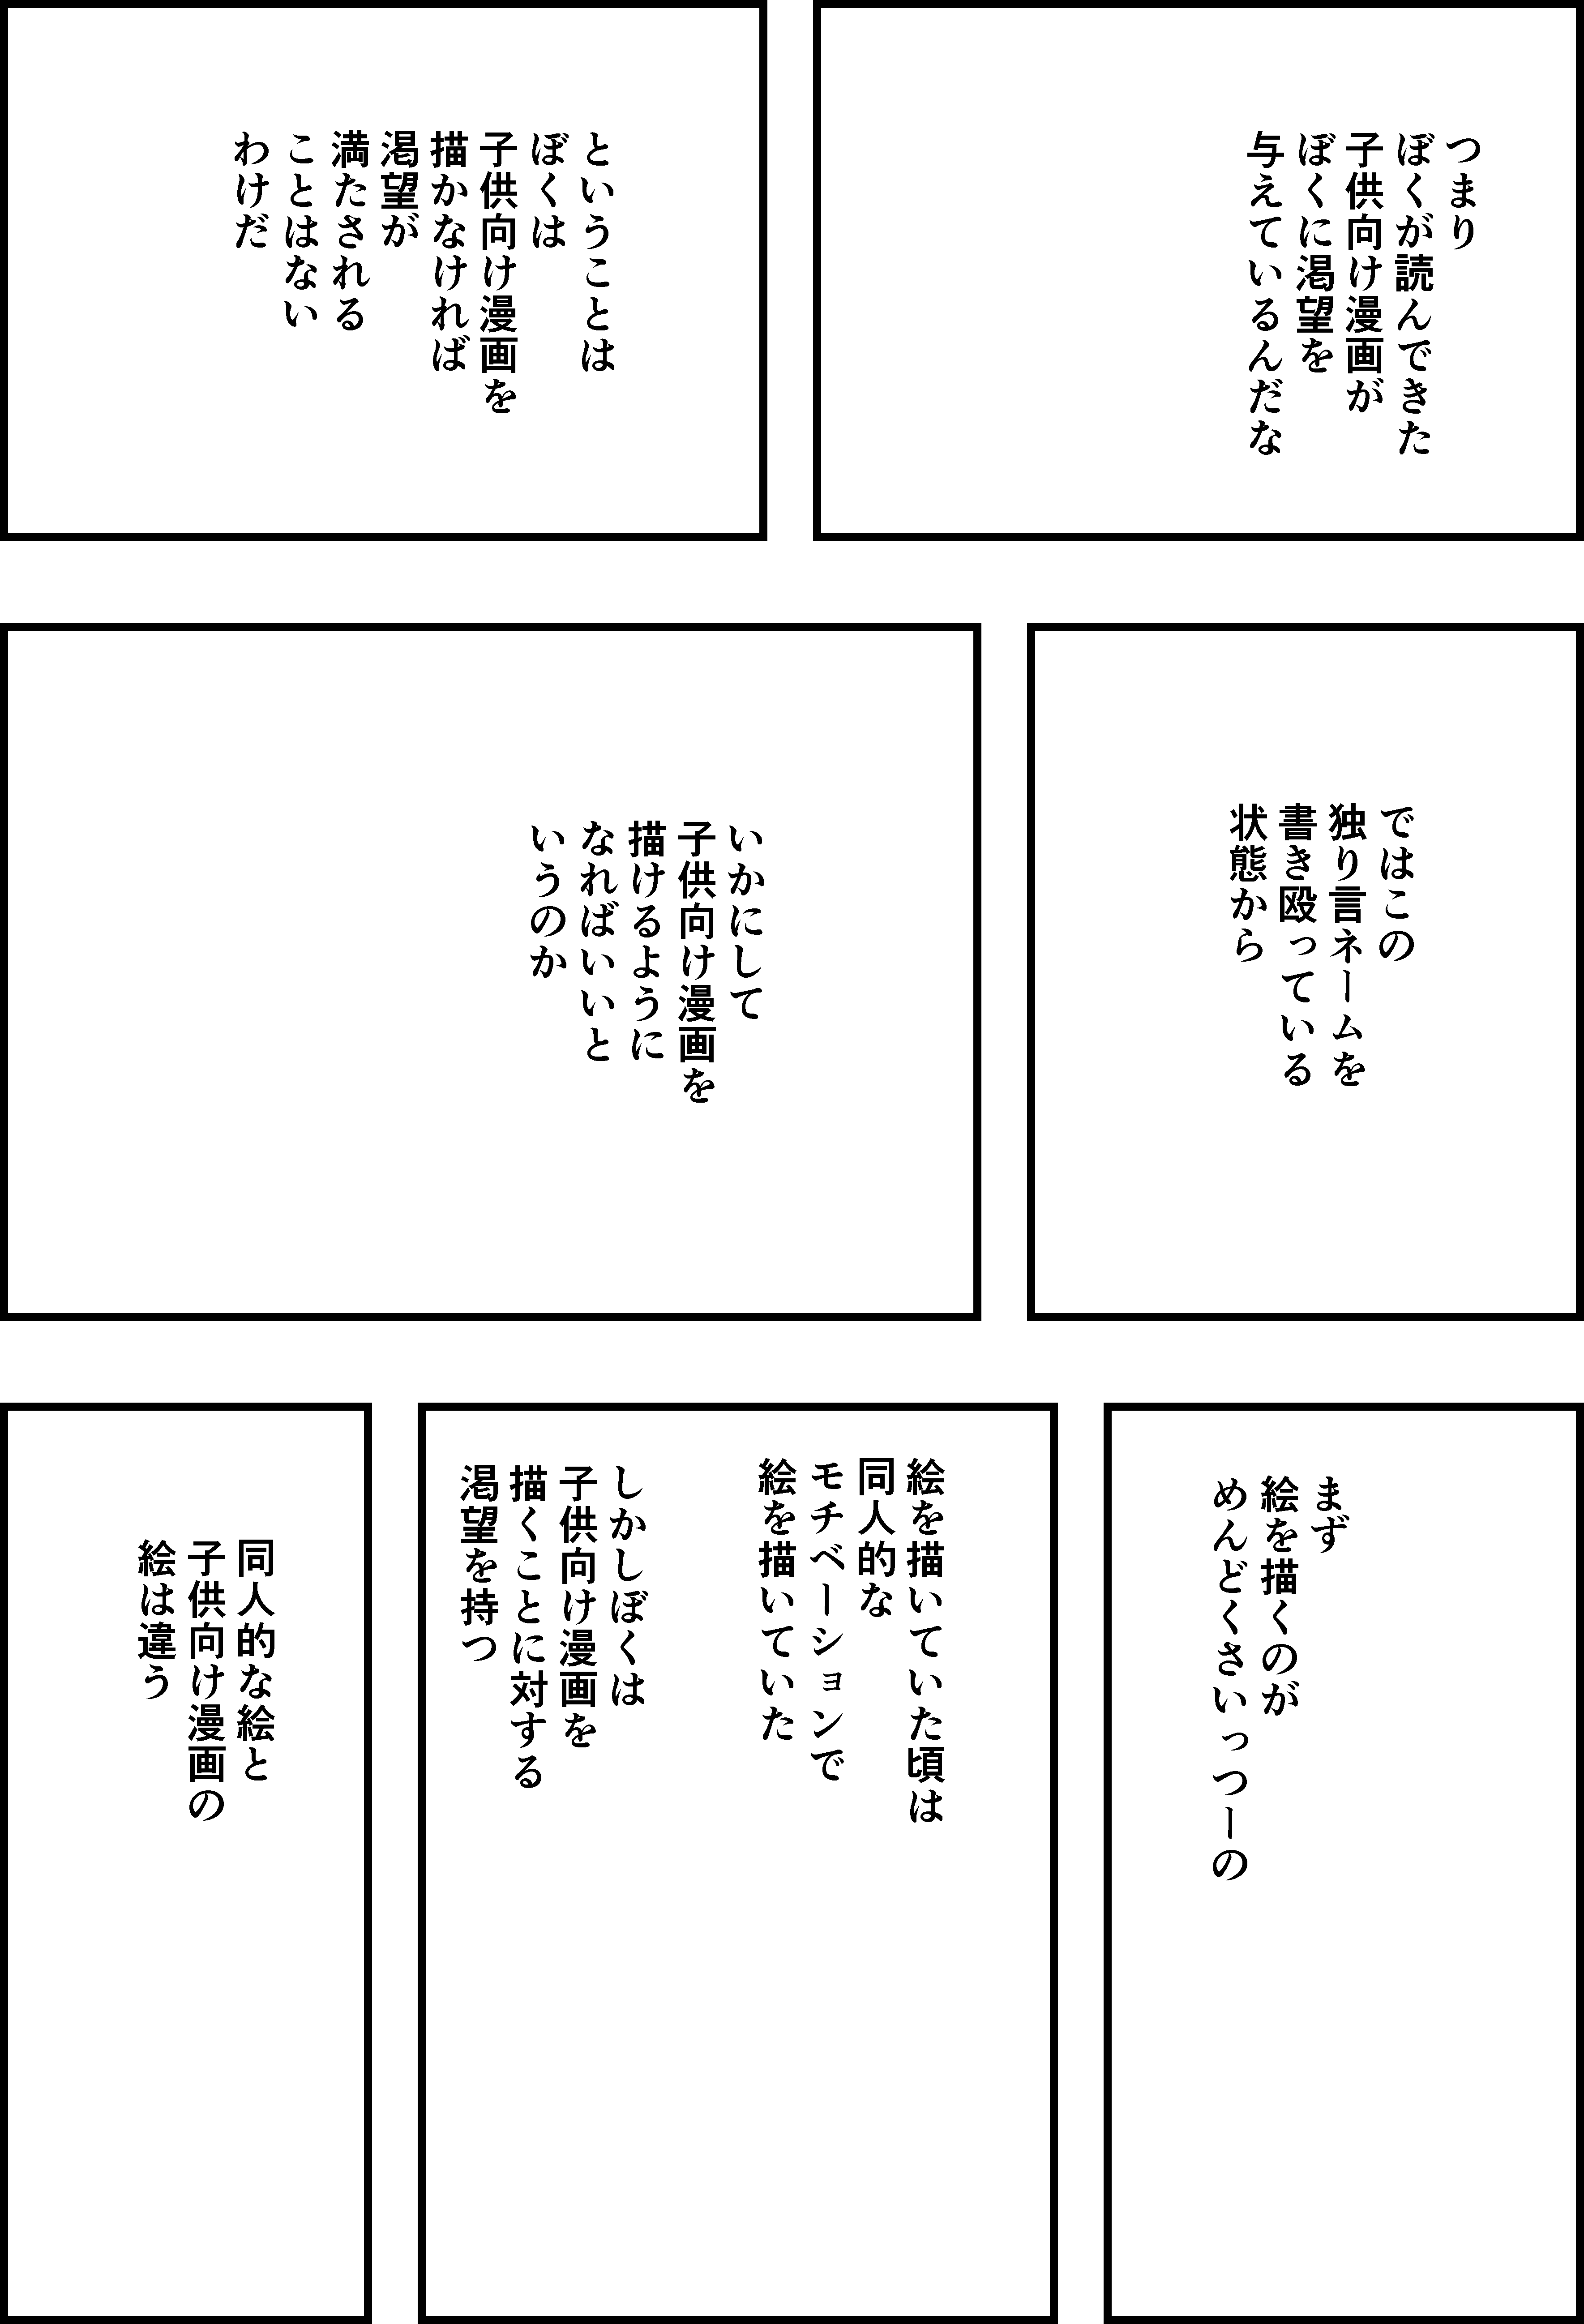 つまり
ぼくが読んできた
子供向け漫画が
ぼくに渇望を
与えているんだな
ということは
ぼくは
子供向け漫画を
描かなければ
渇望が
満たされる
ことはない
わけだ
ではこの
独り言ネームを
書き殴っている
状態から
いかにして
子供向け漫画を
描けるように
なればいいと
いうのか
まず
絵を描くのが
めんどくさいっつーの
絵を描いていた頃は
同人的な
モチベーションで
絵を描いていた
しかしぼくは
子供向け漫画を
描くことに対する
渇望を持つ
同人的な絵と
子供向け漫画の
絵は違う